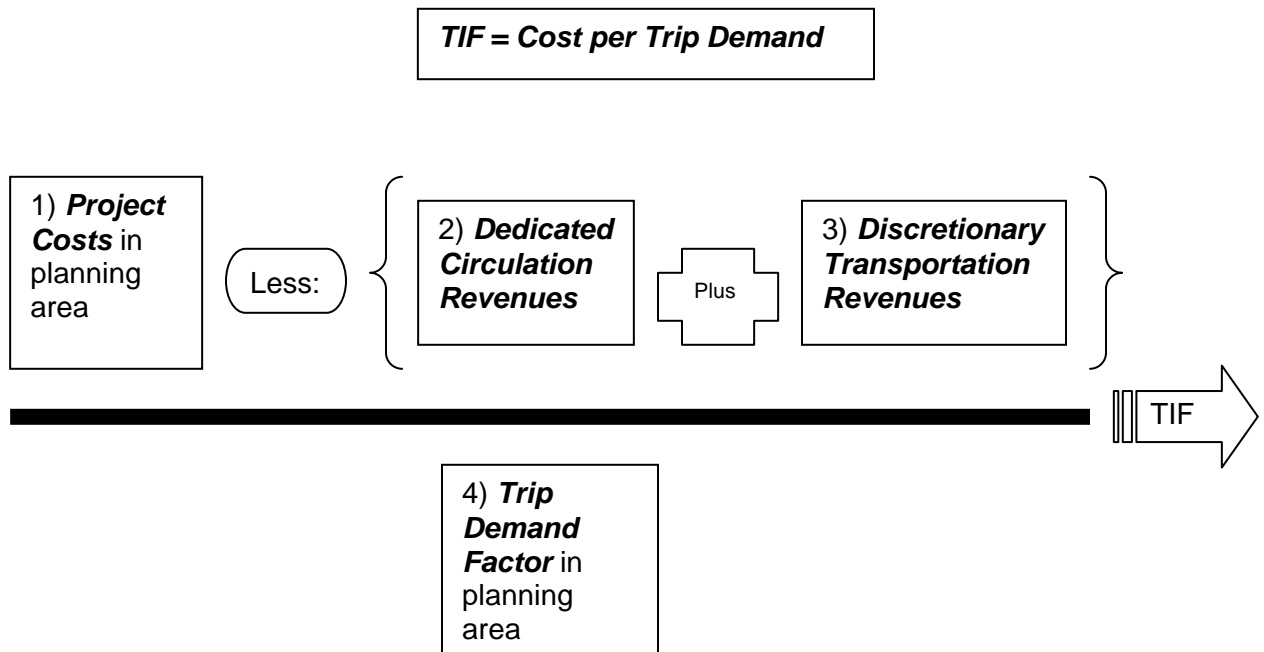 TIF = Cost per Trip Demand
1) Project
Costs in
planning
area
Less:
2) Dedicated
Circulation
Revenues
Plus
3) Discretionary
Transportation
Revenues
TIF
4) Trip
Demand
Factor in
planning
area